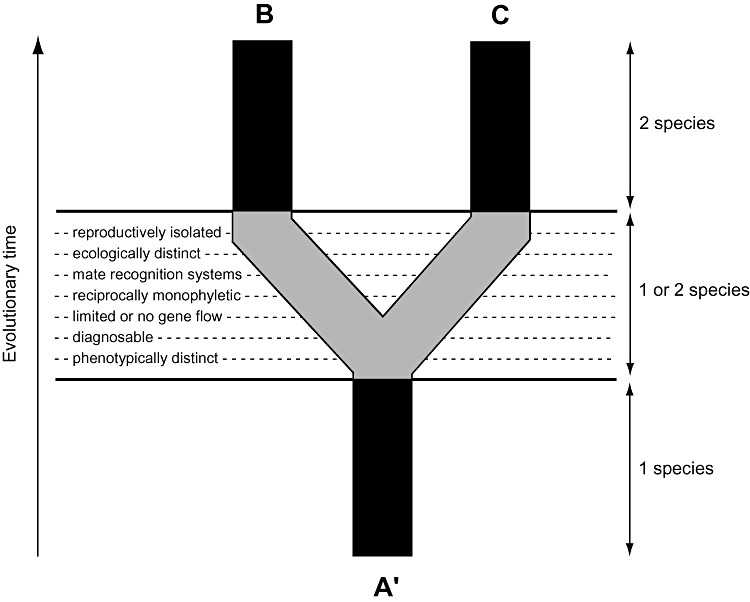 B
C
2 species
Evolutionary time
reproductively isolated
ecologically distinct
mate recognition systems
reciprocally monophyletic
limited or no gene flow
diagnosable
phenotypically distinct
1 or 2 species
1 species
A'